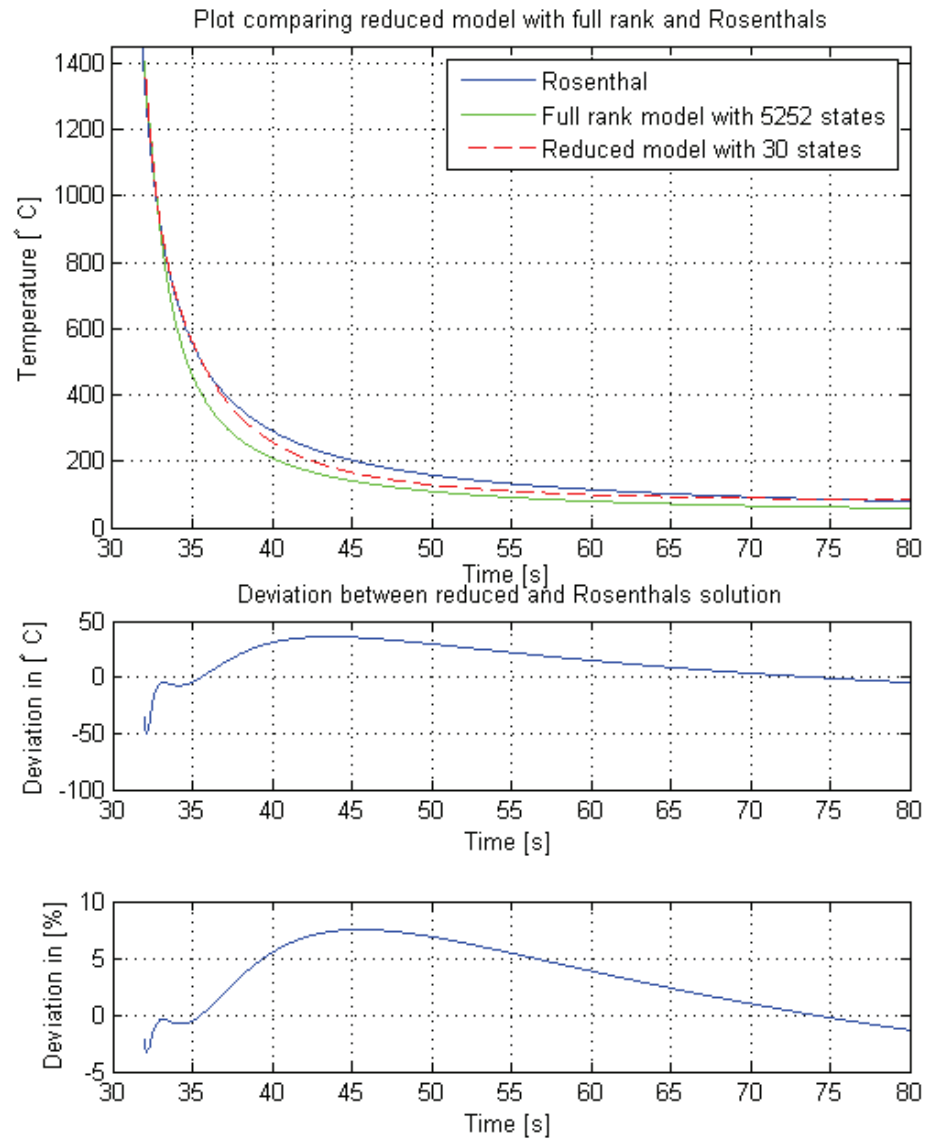 Plot comparing reduced model with full rank and Rosenthals
Rosenthal
Full rank model with 5252 states
Reduced model with 30 states
Temperature [° C]
1400
1200
1000
800
600
400
200
0
30 35 40 45 50 55 60 65 70 75 80
Time [s]
Deviation between reduced and Rosenthals solution
Deviation in [° C]
50
0
-50
-100
30 35 40 45 50 55 60 65 70 75 80
Time [s]
Deviation in [%]
10
5
0
-5
30 35 40 45 50 55 60 65 70 75 80
Time [s]